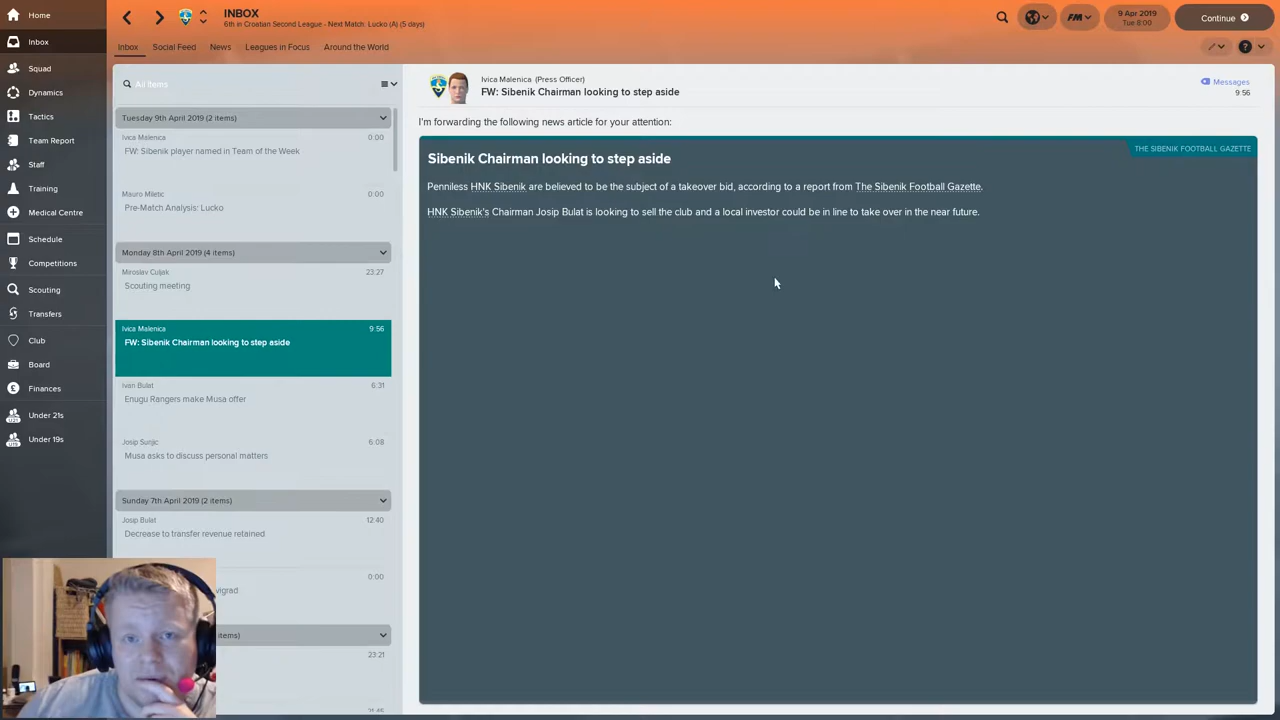 Home
INBOX
6th in Croatian Second League - Next Match: Lucko (A) (5 days)
FM
9 Apr 2019
Tue 8:00
Continue
Inbox
Social Feed
News
Leagues in Focus
Around the World
?
Inbox
Squad
Dynamics
Tactics
Team Report
Staff
Training
Medical Centre
Schedule
Competitions
Scouting
Transfers
Club
Board
Finances
Under 21s
Under 19s
All Items
Tuesday 9th April 2019 (2 items)
Ivica Malenica 0:00
FW: Sibenik player named in Team of the Week
Mauro Miletic 0:00
Pre-Match Analysis: Lucko
Monday 8th April 2019 (4 items)
Miroslav Culjak 23:27
Scouting meeting
Ivica Malenica 9:56
FW: Sibenik Chairman looking to step aside
Ivan Bulat 6:31
Enugu Rangers make Musa offer
Josip Sunjic 6:08
Musa asks to discuss personal matters
Sunday 7th April 2019 (2 items)
Josip Bulat 12:40
Decrease to transfer revenue retained
0:00
items)
23:21
Ivica Malenica (Press Officer)
FW: Sibenik Chairman looking to step aside
Messages
9:56
I'm forwarding the following news article for your attention:
THE SIBENIK FOOTBALL GAZETTE
Sibenik Chairman looking to step aside
Penniless HNK Sibenik are believed to be the subject of a takeover bid, according to a report from The Sibenik Football Gazette.
HNK Sibenik's Chairman Josip Bulat is looking to sell the club and a local investor could be in line to take over in the near future.